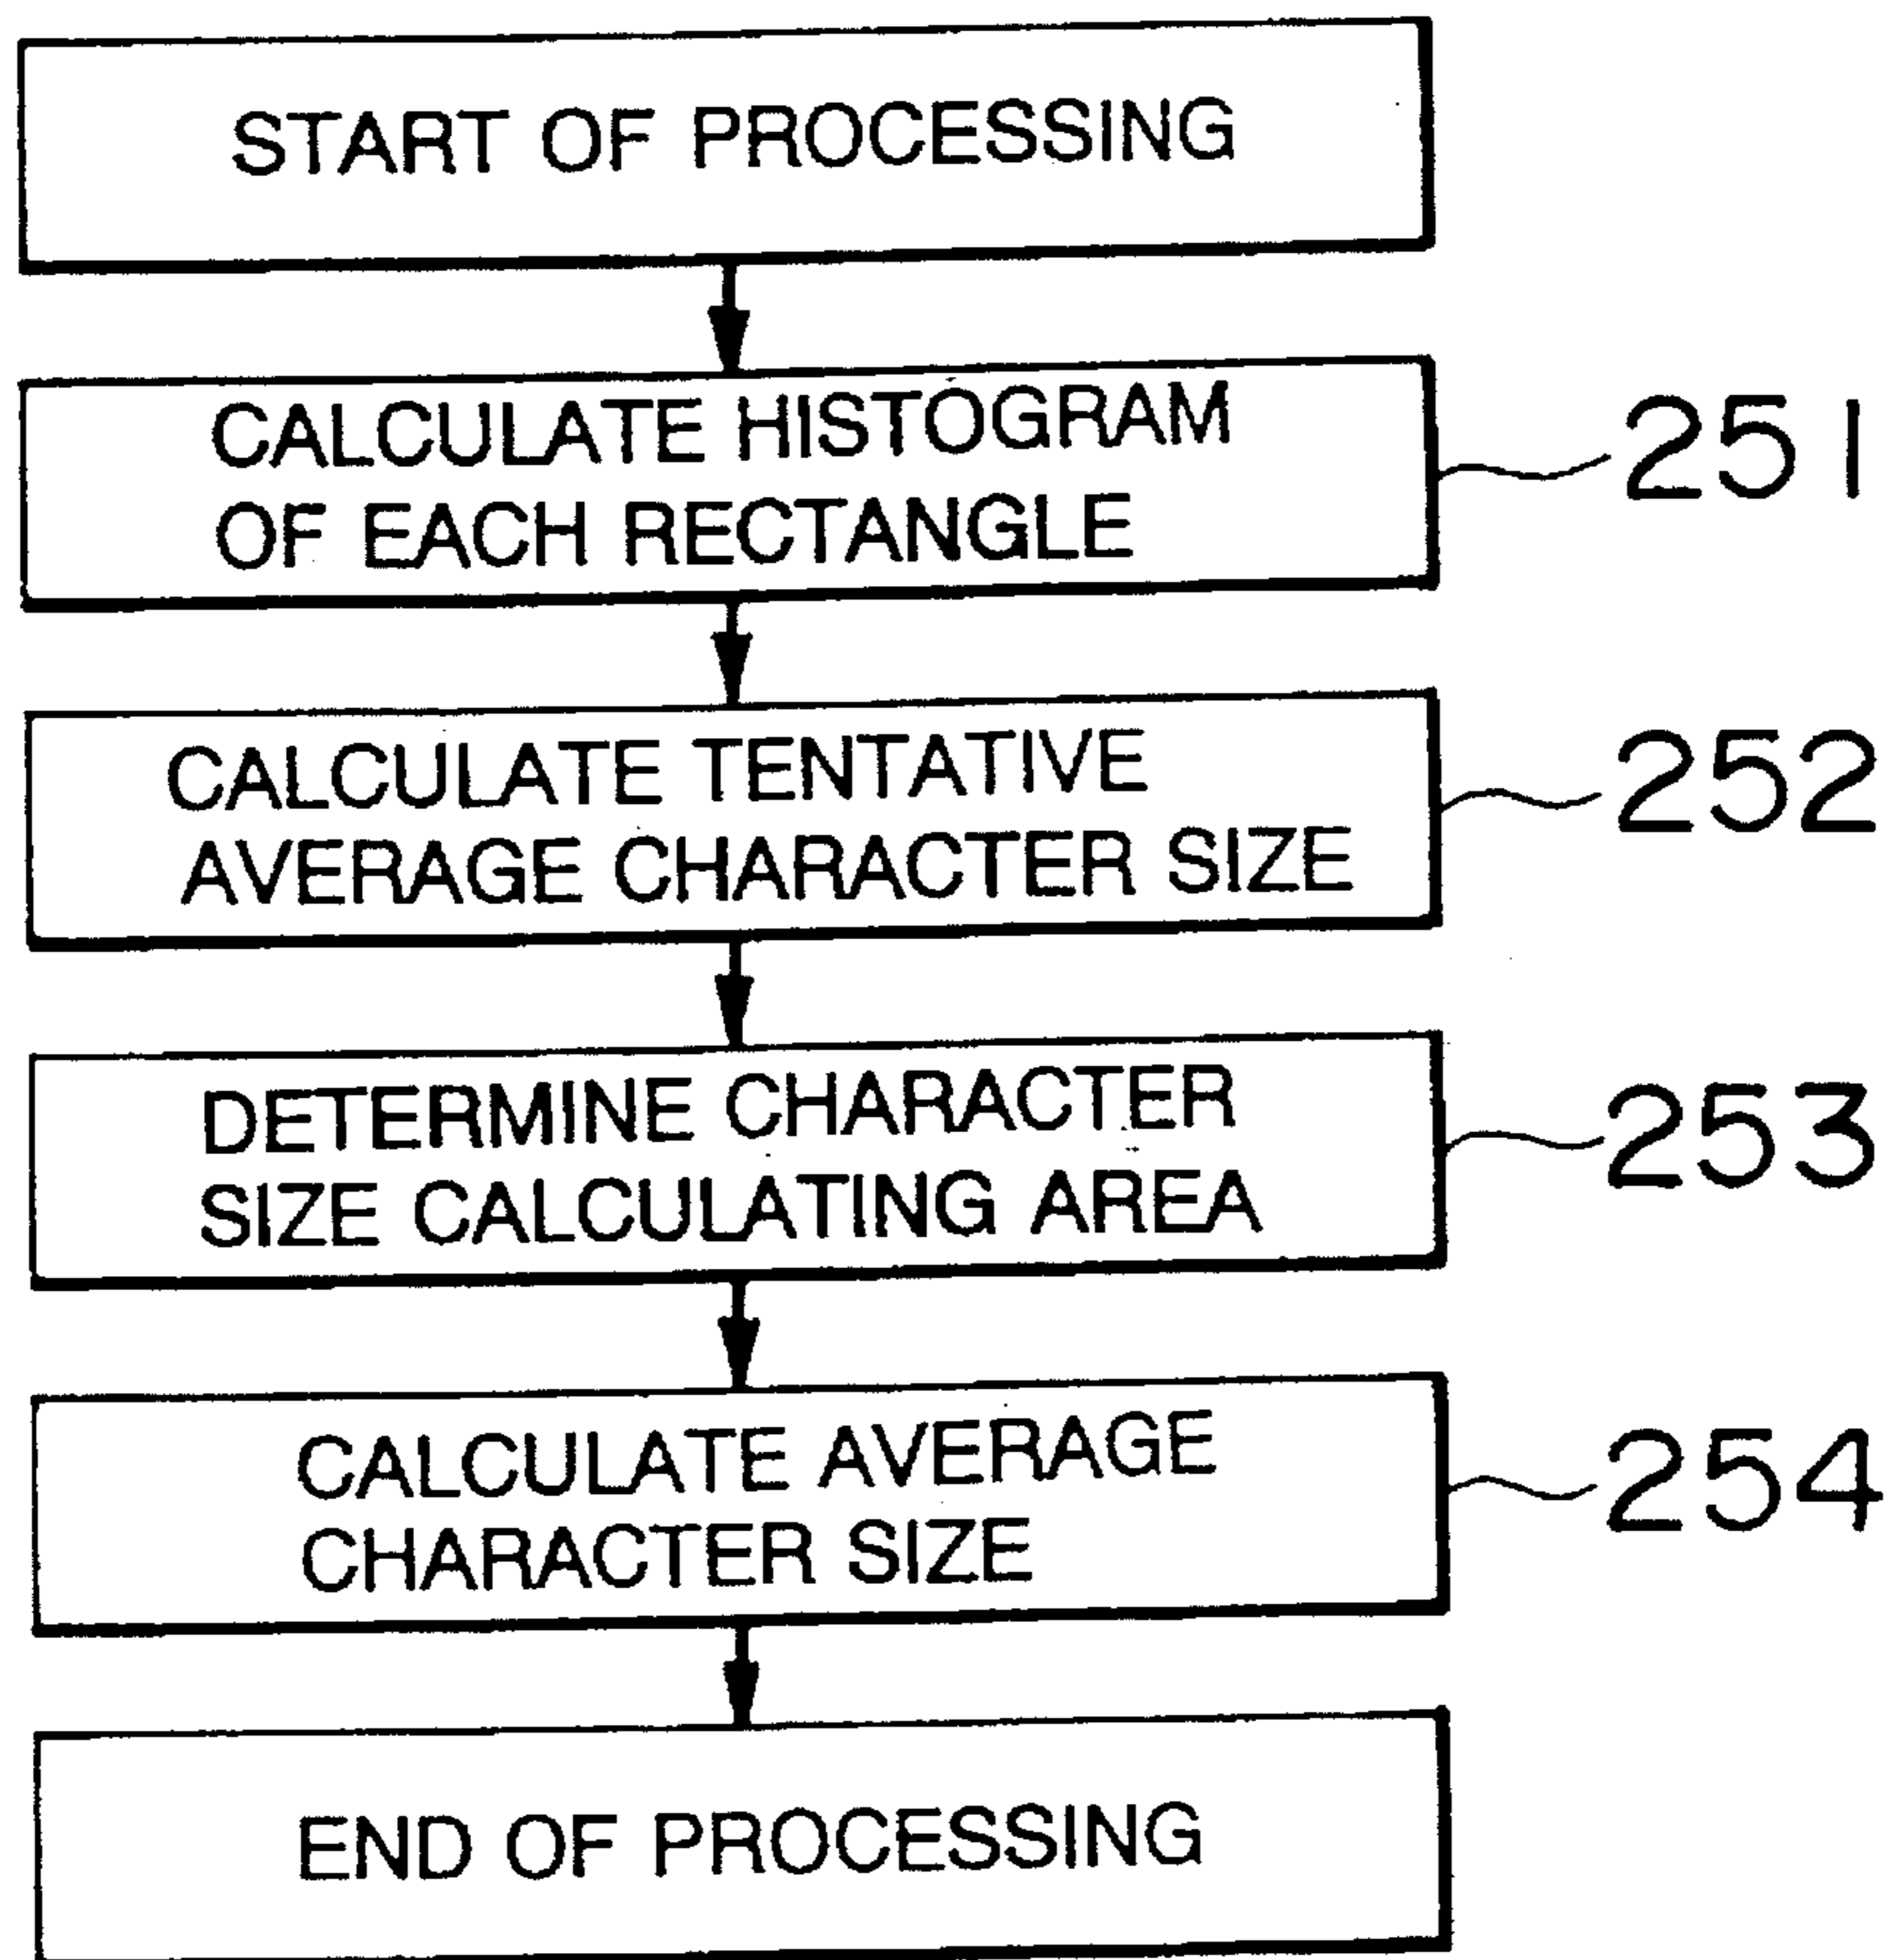 START OF PROCESSING
CALCULATE HISTOGRAM
OF EACH RECTANGLE
251
CALCULATE TENTATIVE
AVERAGE CHARACTER SIZE
252
DETERMINE CHARACTER
SIZE CALCULATING AREA
253
CALCULATE AVERAGE
CHARACTER SIZE
254
END OF PROCESSING